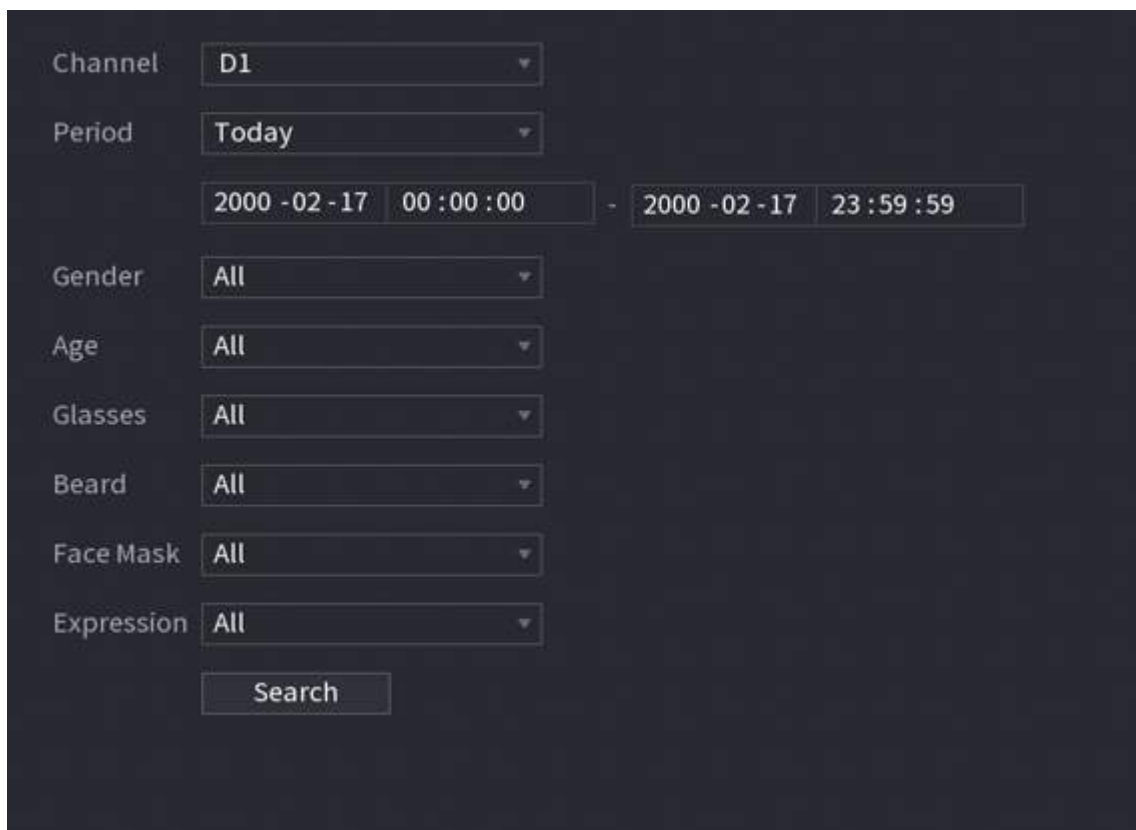 Channel D1
Period Today
2000 -02 -17 00 :00 :00 - 2000 -02 -17 23 :59 :59
Gender All
Age All
Glasses All
Beard All
Face Mask All
Expression All
Search